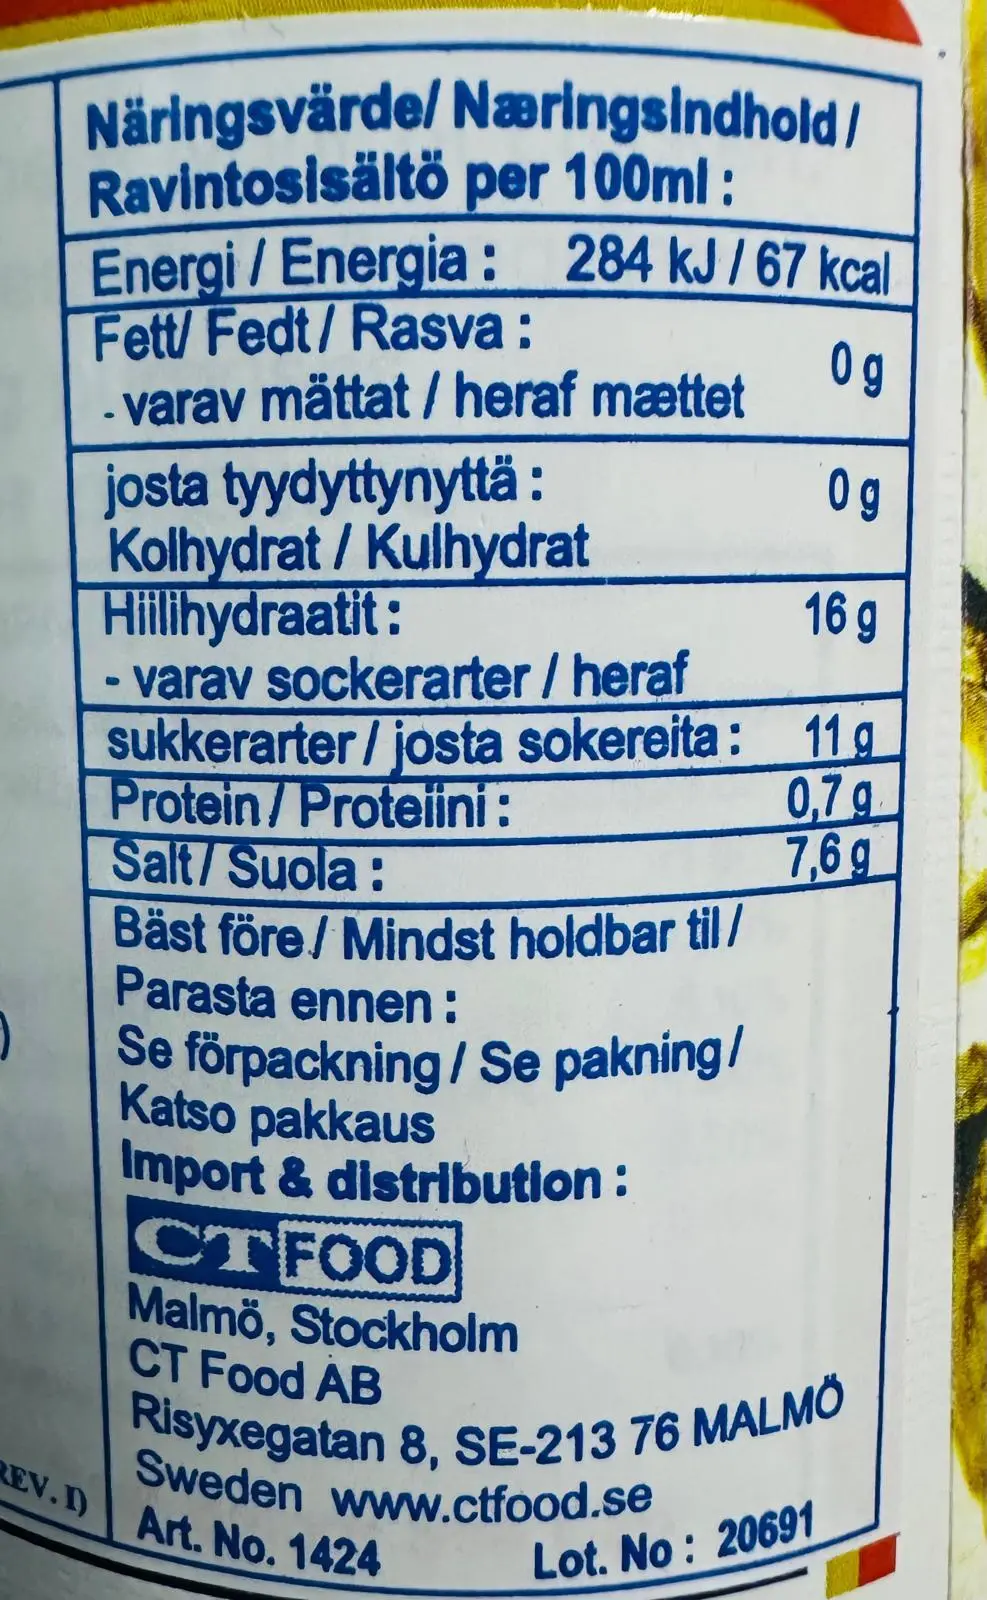 Näringsvärde/ Næringsindhold /
Ravintosisältö per 100ml :
Energi / Energia : 284 kJ / 67 kcal
Fett/ Fedt / Rasva :
0 g
- varav mättat / heraf mættet
josta tyydyttynyttä :
0 g
Kolhydrat / Kulhydrat
Hiilihydraatit : 16 g
- varav sockerarter / heraf
sukkerarter / josta sokereita : 11 g
Protein / Proteiini : 0,7 g
Salt / Suola : 7,6 g
Bäst före / Mindst holdbar til /
Parasta ennen :
Se förpackning / Se pakning /
Katso pakkaus
Import & distribution :
CT FOOD
Malmö, Stockholm
CT Food AB
Risyxegatan 8, SE-213 76 MALMÖ
Sweden www.ctfood.se
Art. No. 1424 Lot. No : 20691
REV. I)